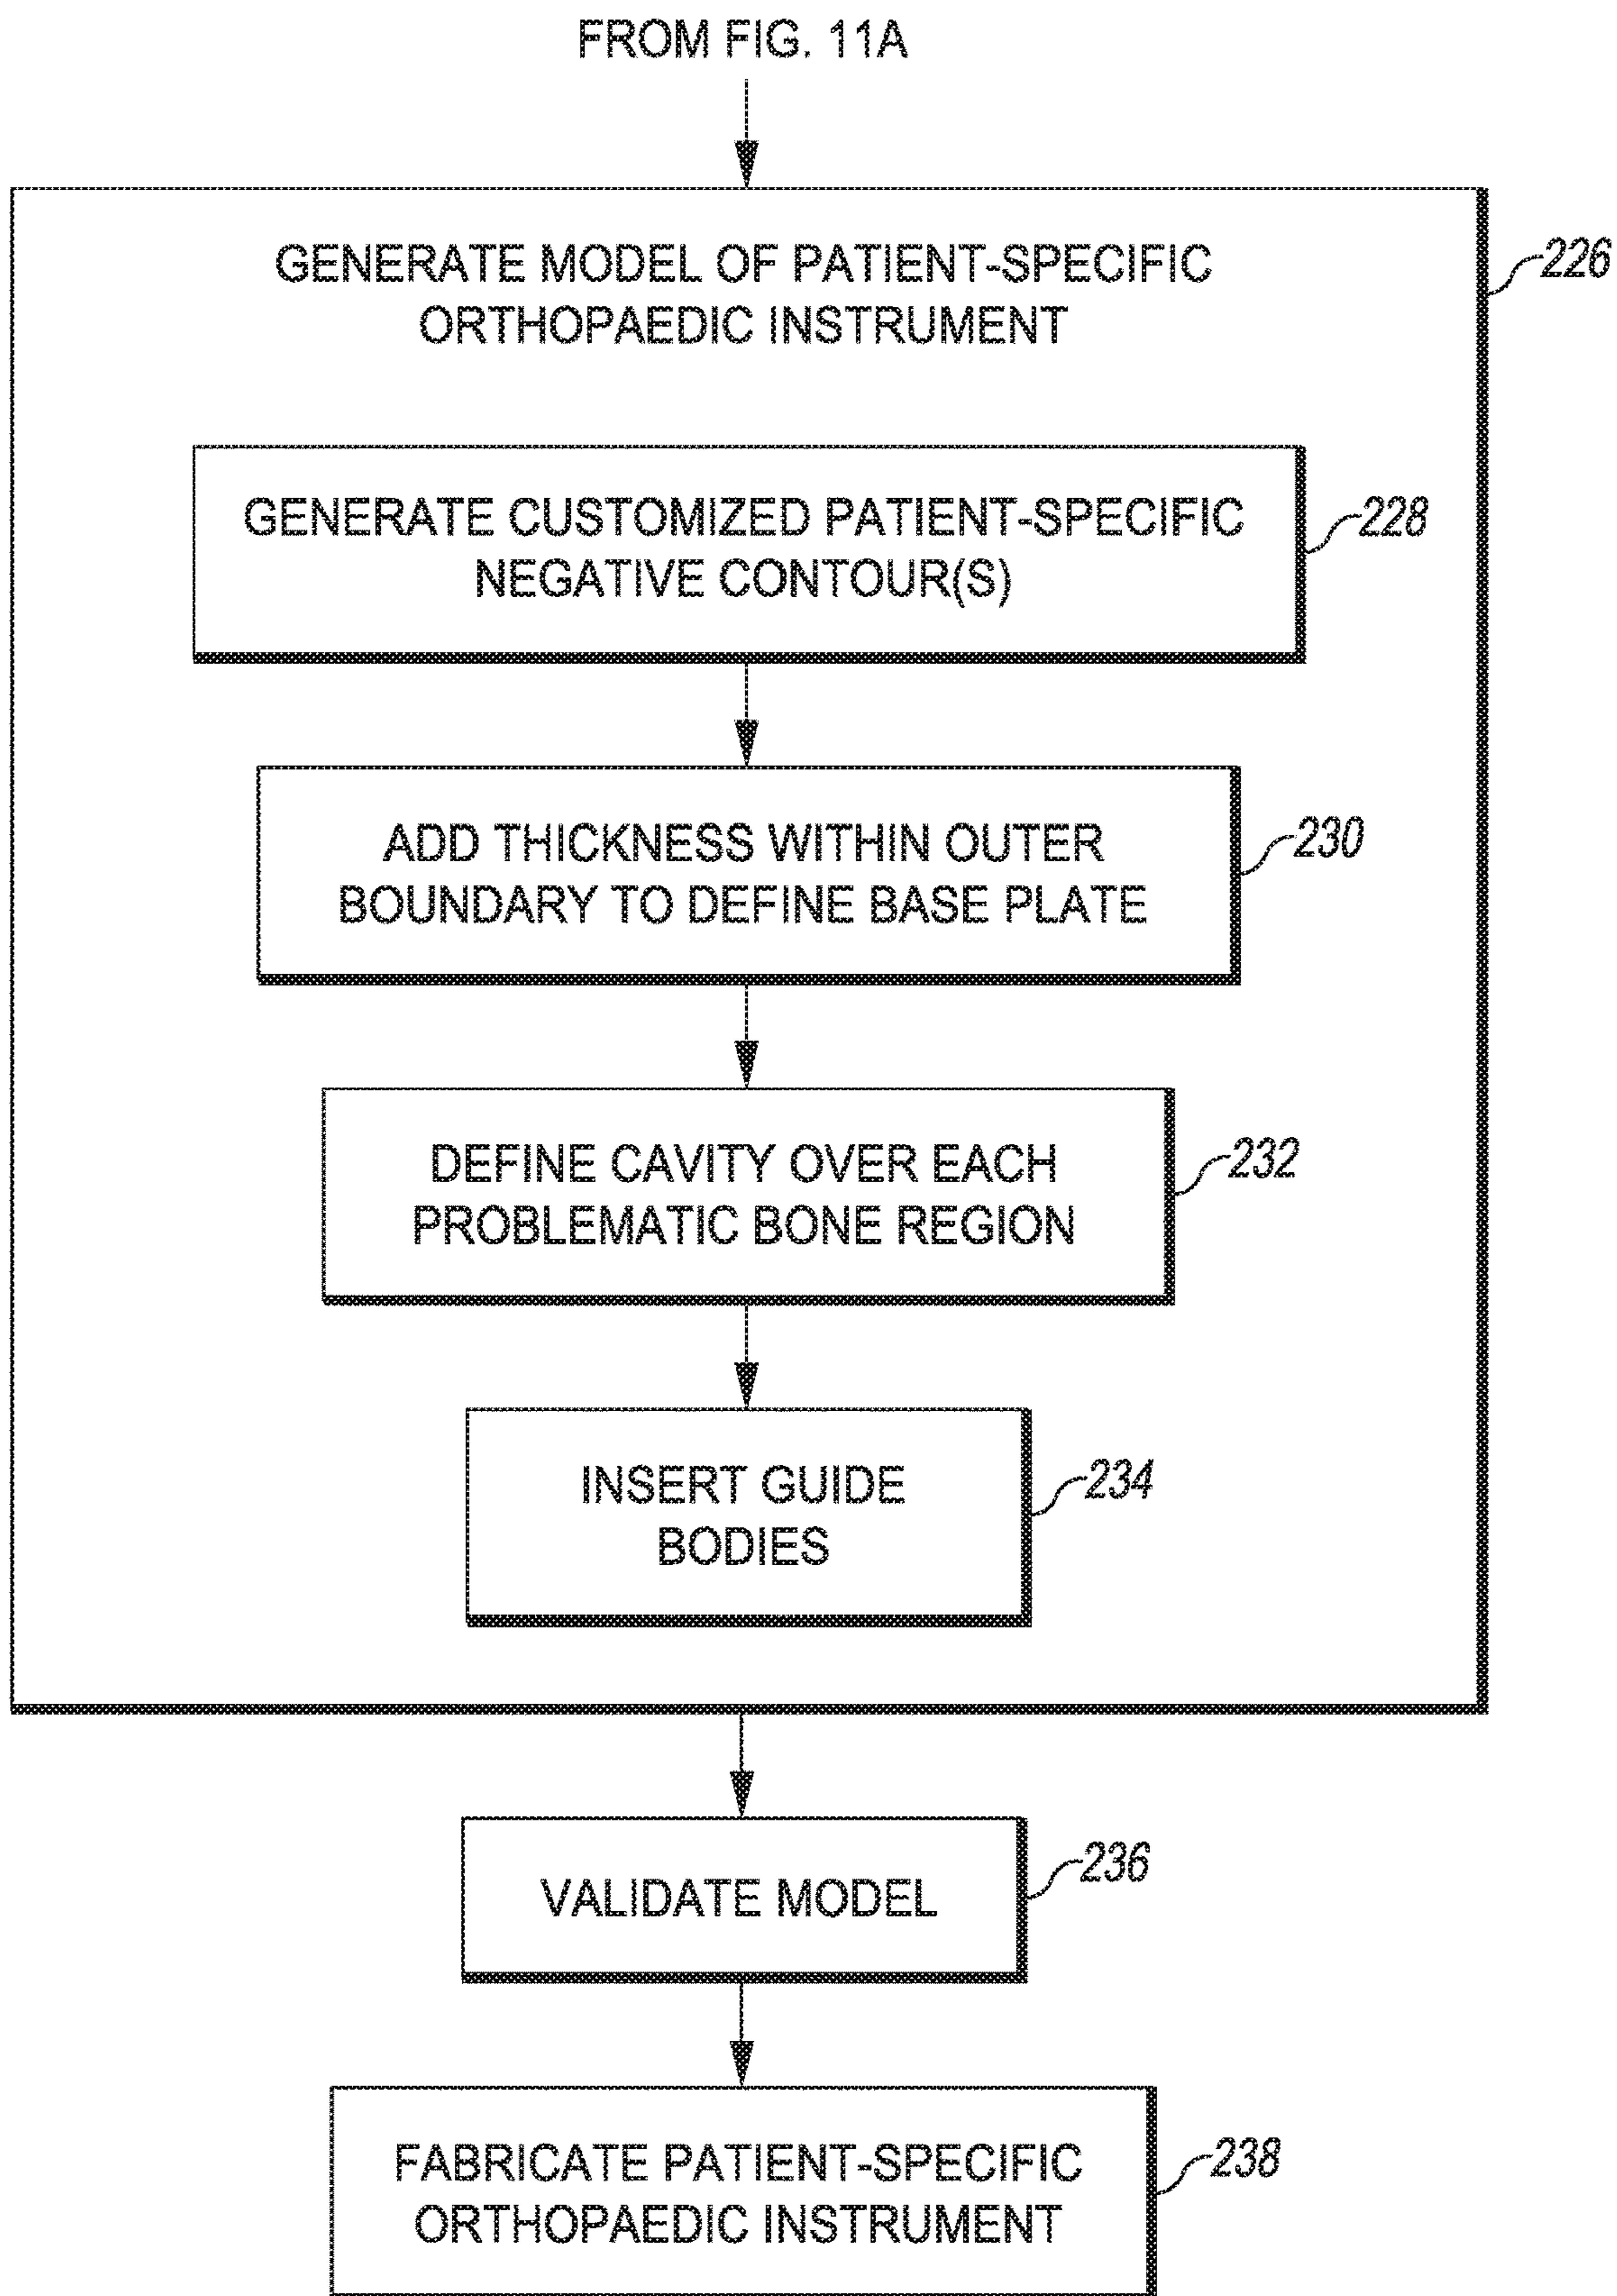 FROM FIG. 11A
GENERATE MODEL OF PATIENT-SPECIFIC
ORTHOPAEDIC INSTRUMENT
226
GENERATE CUSTOMIZED PATIENT-SPECIFIC
NEGATIVE CONTOUR(S)
228
ADD THICKNESS WITHIN OUTER
BOUNDARY TO DEFINE BASE PLATE
230
DEFINE CAVITY OVER EACH
PROBLEMATIC BONE REGION
232
INSERT GUIDE
BODIES
234
VALIDATE MODEL
236
FABRICATE PATIENT-SPECIFIC
ORTHOPAEDIC INSTRUMENT
238